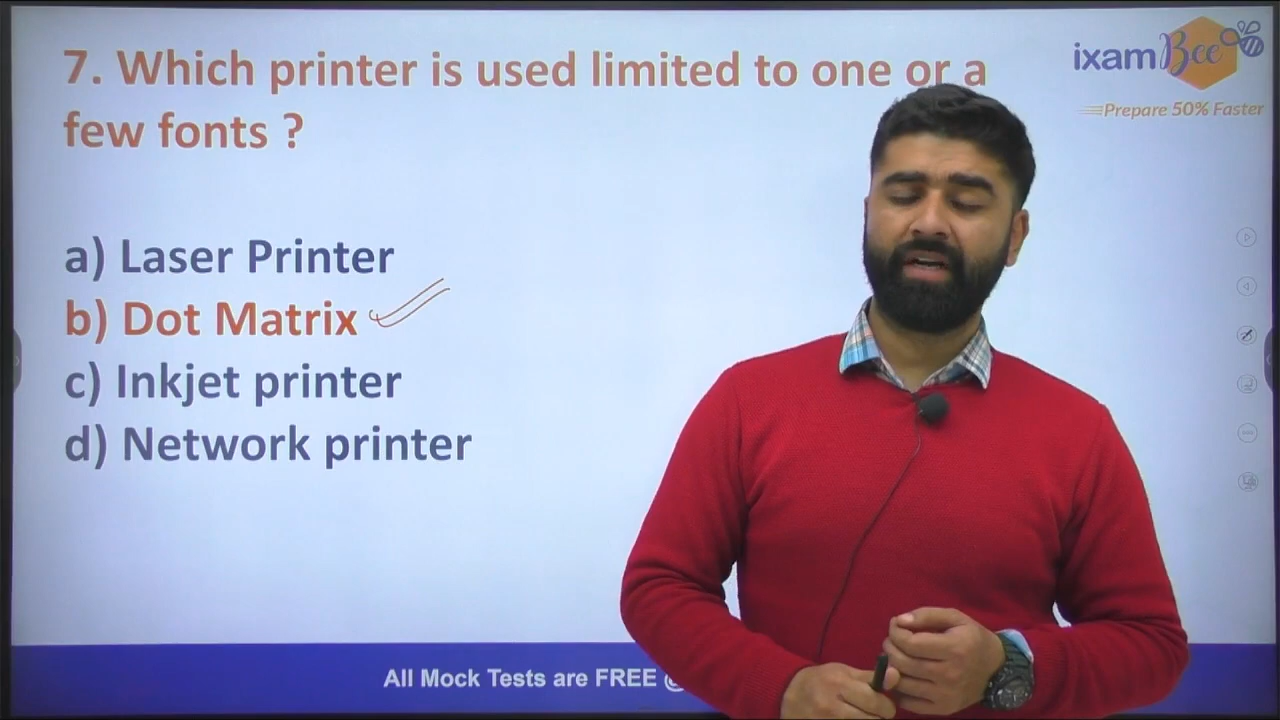 7. Which printer is used limited to one or a
few fonts ?
ixamBee
Prepare 50% Faster
a) Laser Printer
b) Dot Matrix
c) Inkjet printer
d) Network printer
All Mock Tests are FREE @